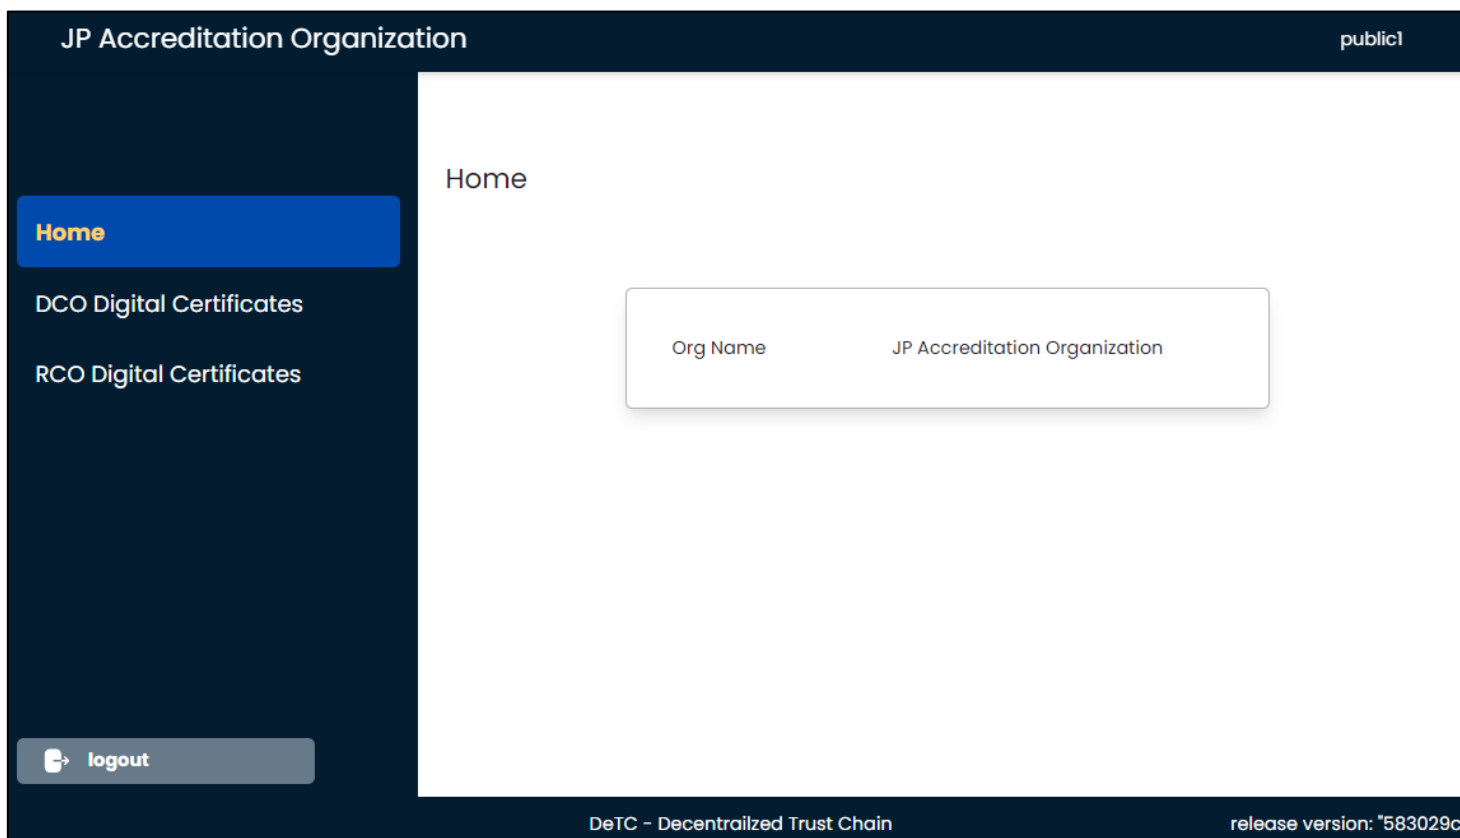 JP Accreditation Organization
public1
Home
DCO Digital Certificates
RCO Digital Certificates
logout
Home
Org Name JP Accreditation Organization
DeTC - Decentrailzed Trust Chain
release version: "583029c